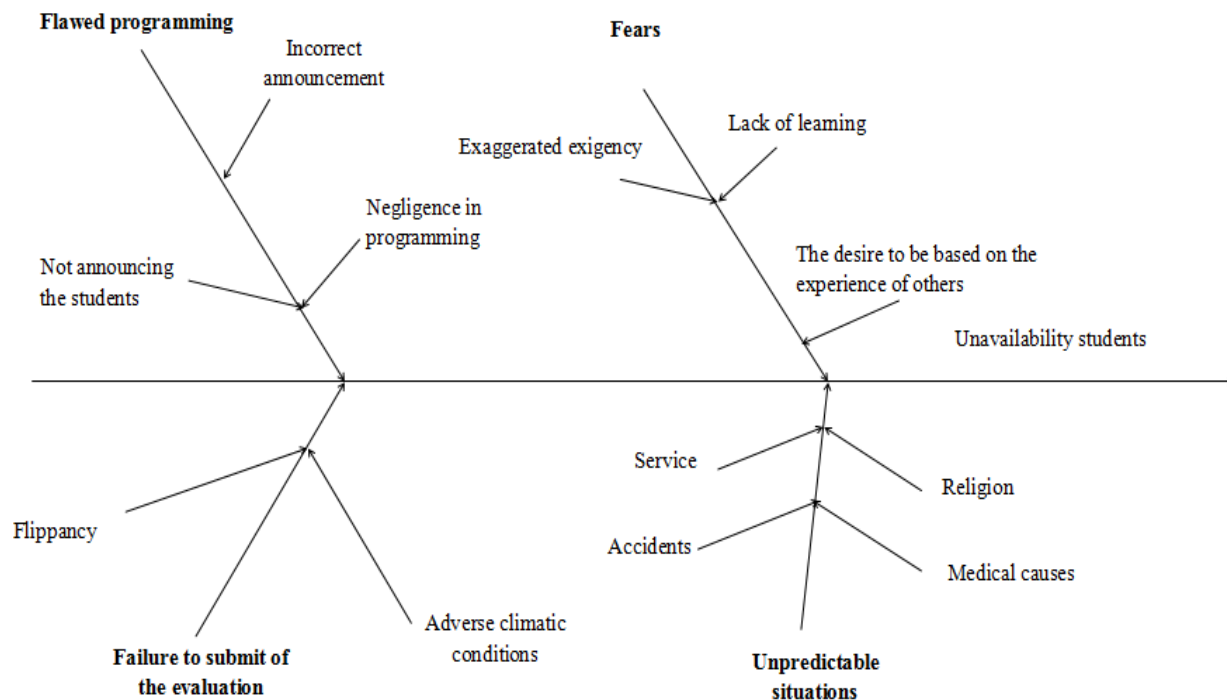 Flawed programming
Incorrect
announcement
Negligence in
programming
Not announcing
the students
Fears
Lack of learning
Exaggerated exigency
The desire to be based on the
experience of others
Unavailability students
Flippancy
Adverse climatic
conditions
Failure to submit of
the evaluation
Service
Religion
Accidents
Medical causes
Unpredictable
situations